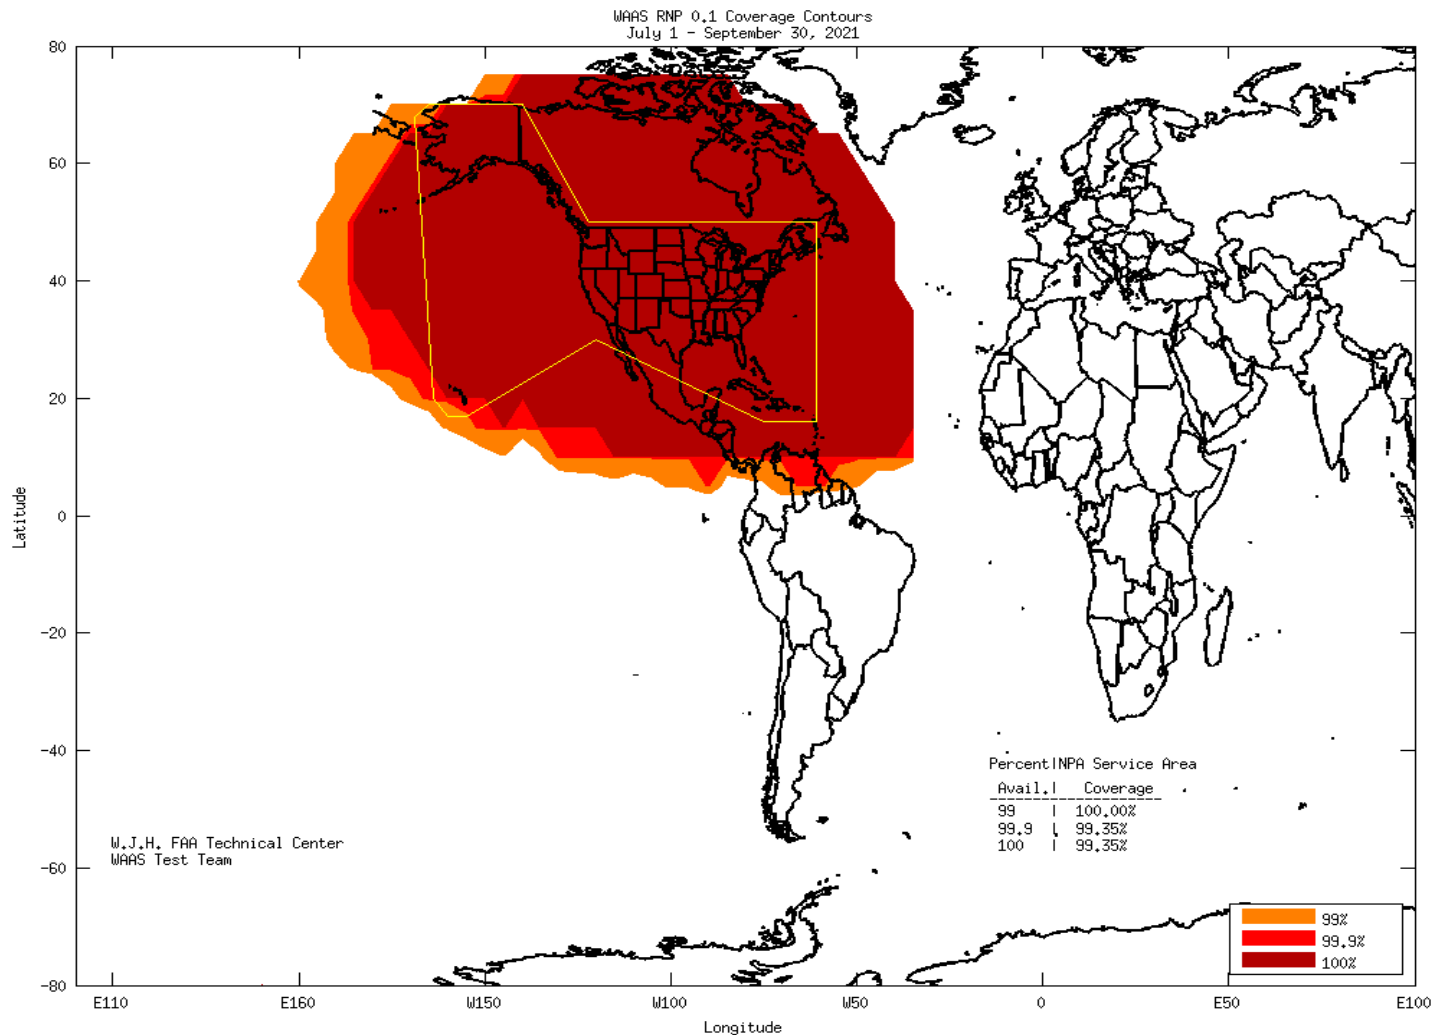 WAAS RNP 0.1 Coverage Contours
July 1 - September 30, 2021
80
60
40
20
0
-20
-40
-60
-80
Latitude
Percent|NPA Service Area
Avail.| Coverage
99 | 100.00%
99.9 | 99.35%
100 | 99.35%
W.J.H. FAA Technical Center
WAAS Test Team
99%
99.9%
100%
E110 E160 W150 W100 W50 0 E50 E100
Longitude